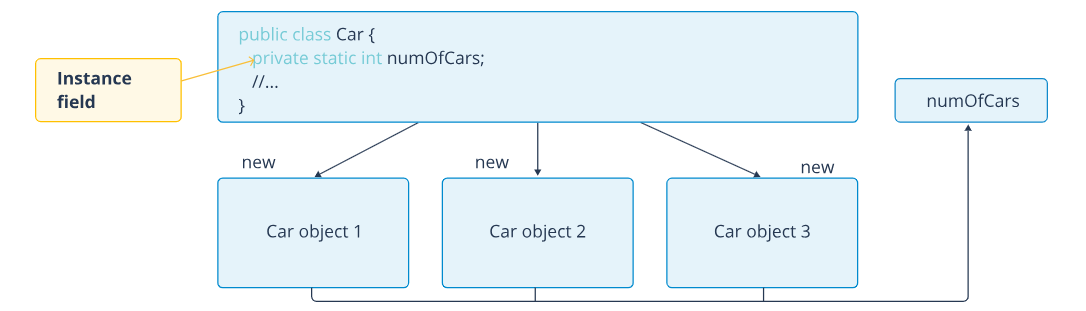 public class Car {
private static int numOfCars;
//...
}
Instance
field
numOfCars
new
new
new
Car object 1
Car object 2
Car object 3